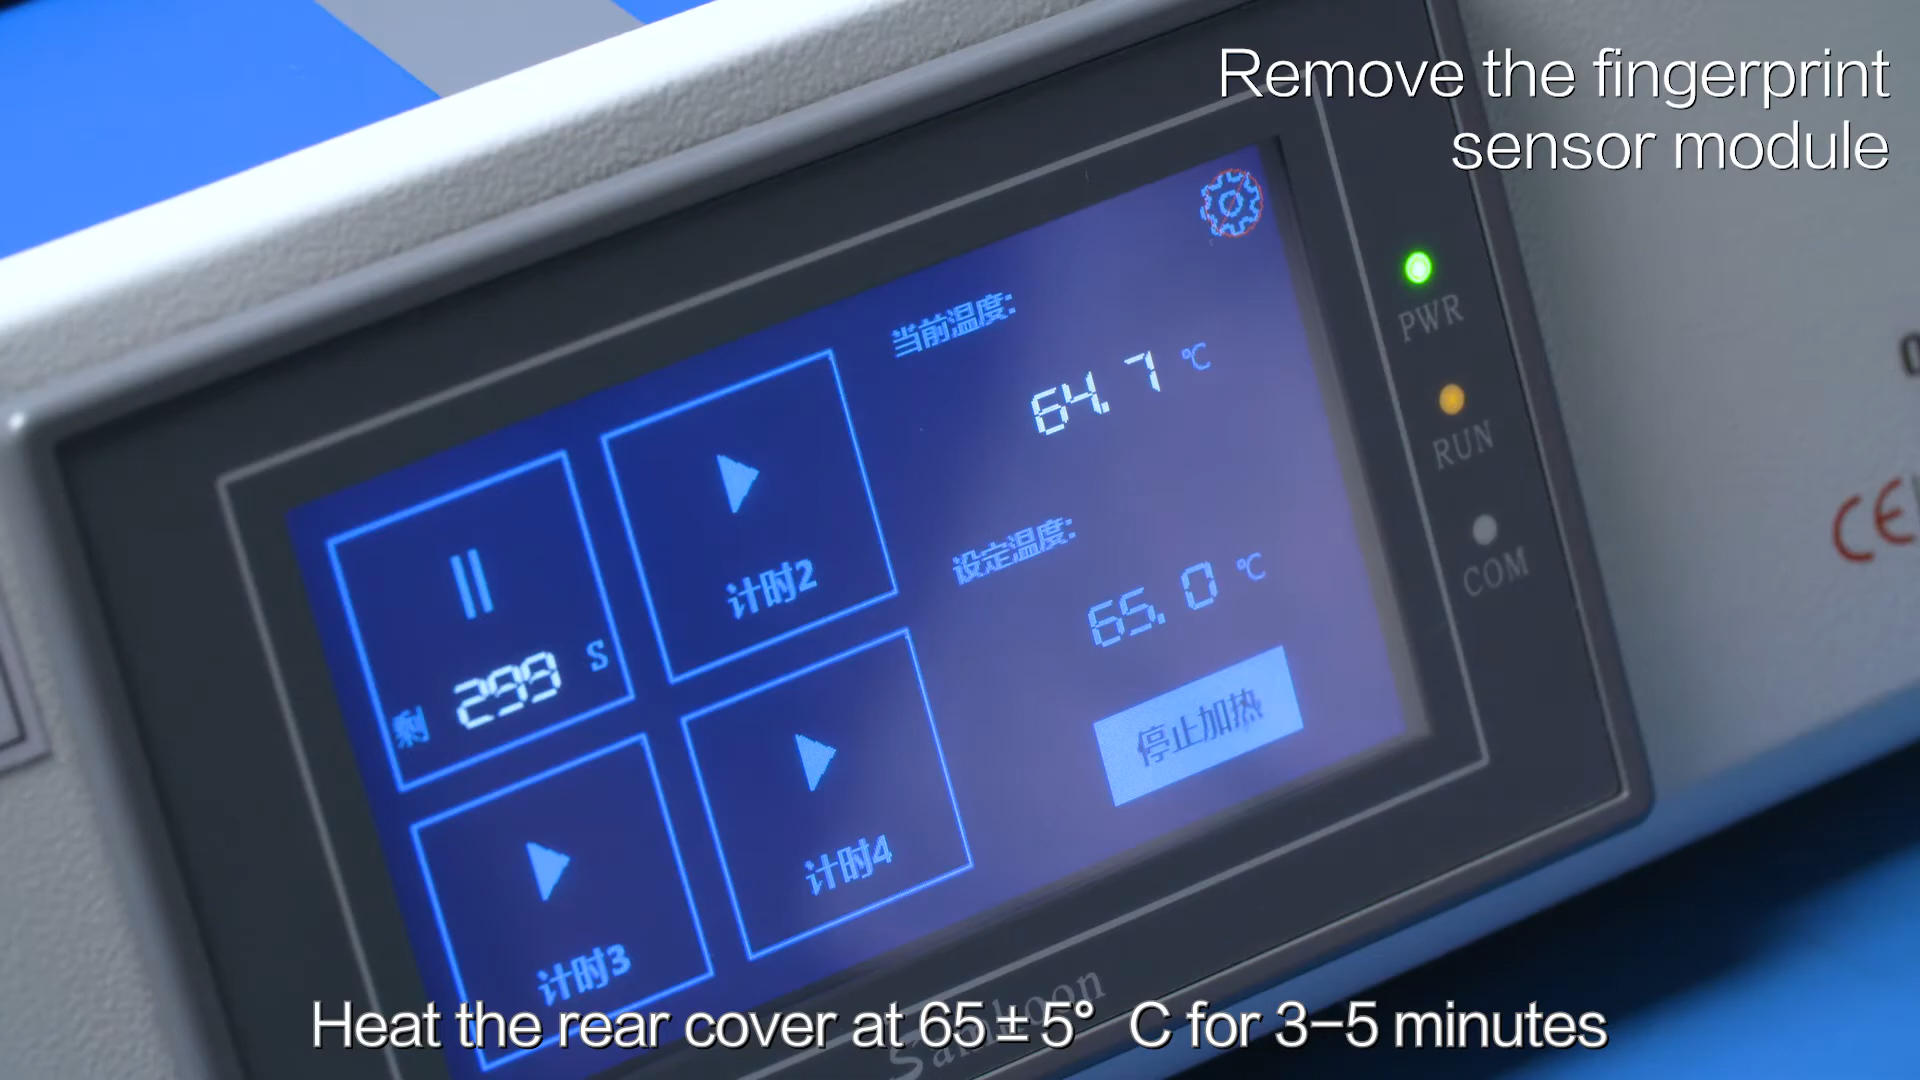 Remove the fingerprint
sensor module
当前温度:
64.7 ℃
设定温度:
65.0 ℃
停止加热
剩 299 S
计时2
计时3
计时4
PWR
RUN
COM
CE
Samkoon
Heat the rear cover at 65±5° C for 3-5 minutes